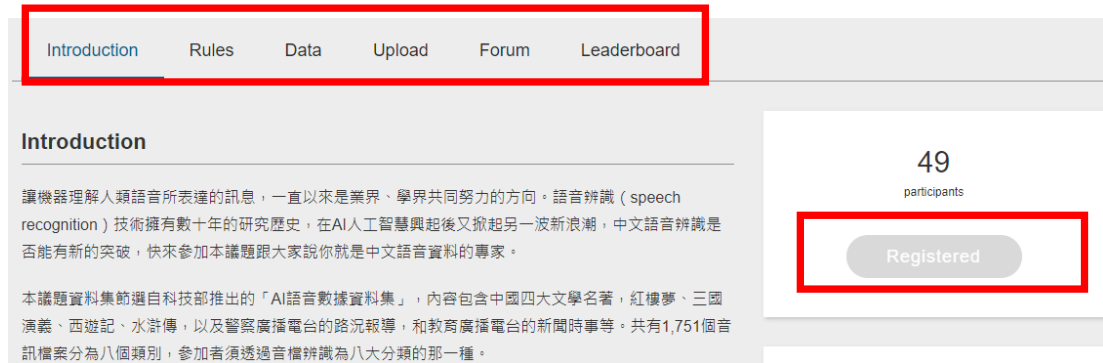 Introduction Rules Data Upload Forum Leaderboard
Introduction
讓機器理解人類語音所表達的訊息，一直以來是業界、學界共同努力的方向。語音辨識（speech
recognition）技術擁有數十年的研究歷史，在AI人工智慧興起後又掀起另一波新浪潮，中文語音辨識是
否能有新的突破，快來參加本議題跟大家說你就是中文語音資料的專家。
本議題資料集節選自科技部推出的「AI語音數據資料集」，內容包含中國四大文學名著，紅樓夢、三國
演義、西遊記、水滸傳，以及警察廣播電台的路況報導，和教育廣播電台的新聞時事等。共有1,751個音
訊檔案分為八個類別，參加者須透過音檔辨識為八大分類的那一種。
49
participants
Registered